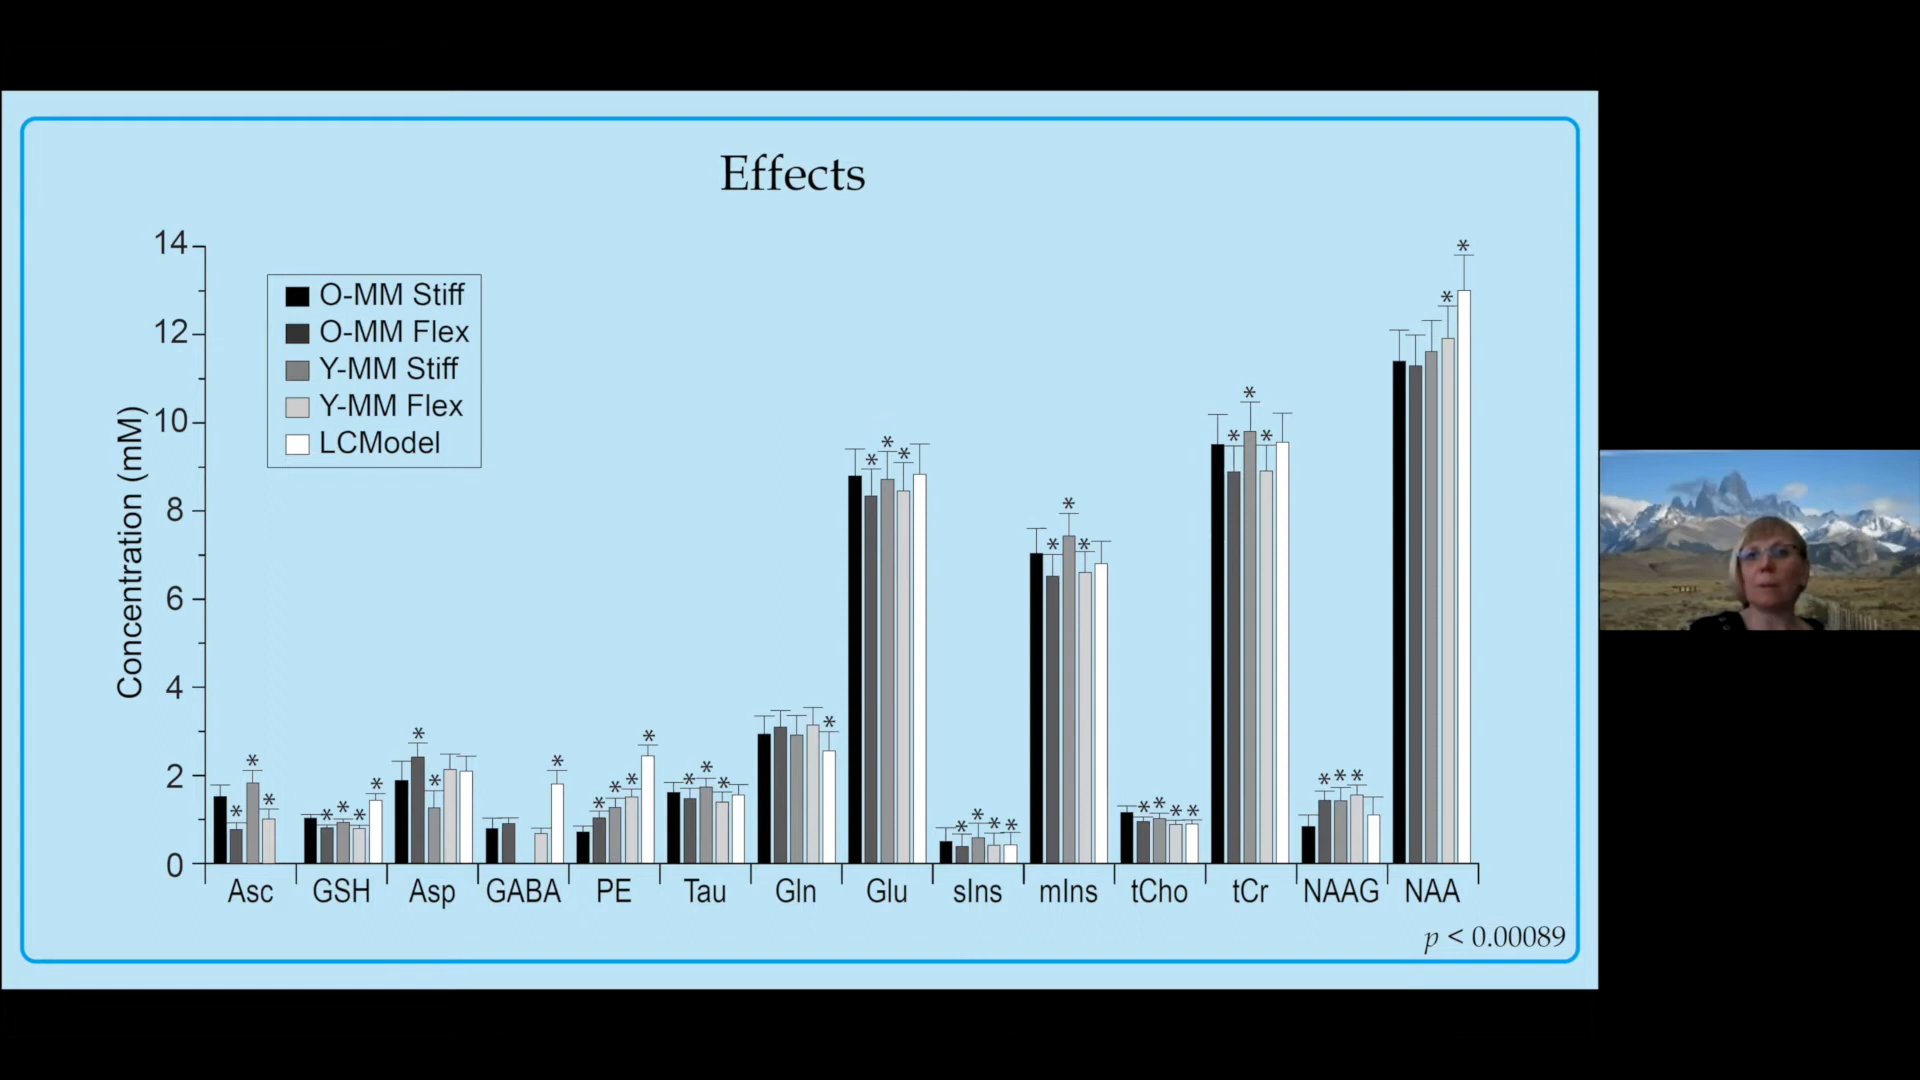 Effects
14
12
10
8
6
4
2
0
Concentration (mM)
O-MM Stiff
O-MM Flex
Y-MM Stiff
Y-MM Flex
LCModel
* * * * * * * * * * * * * * * * * * * * * * * * * * * * * * * * * * * * * * * * *
Asc GSH Asp GABA PE Tau Gln Glu sIns mIns tCho tCr NAAG NAA
p < 0.00089